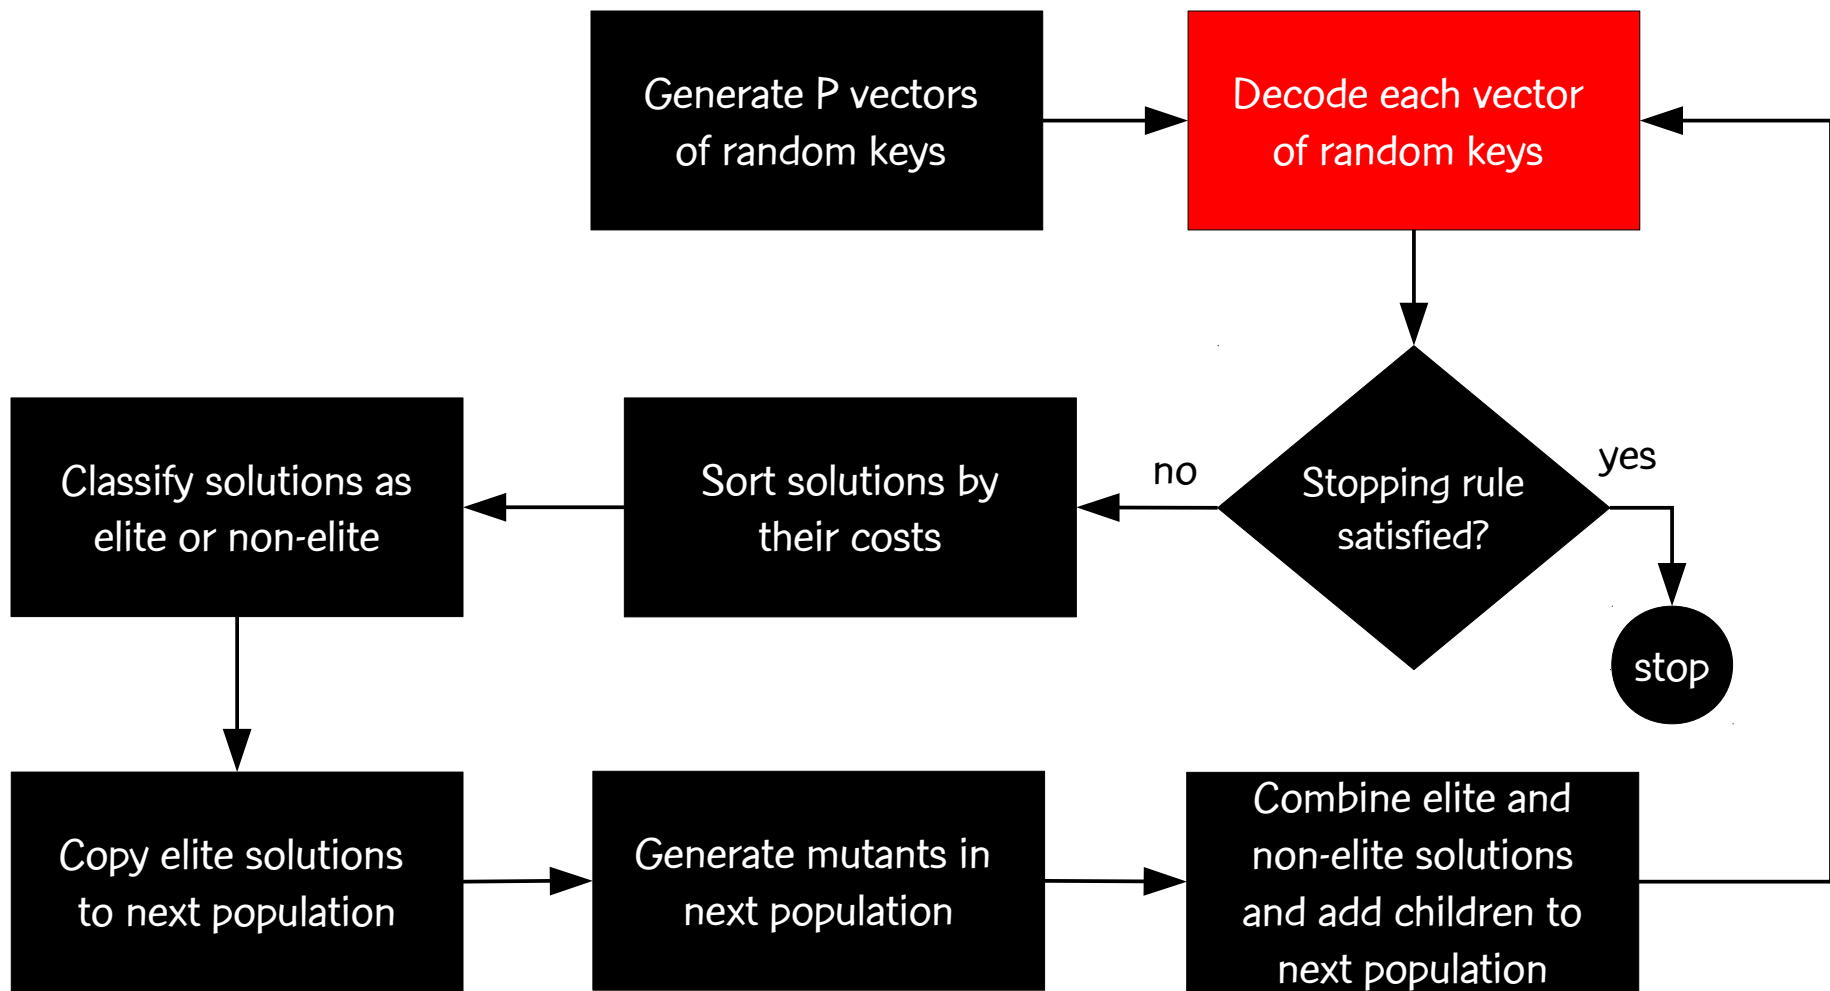 Generate P vectors
of random keys
Decode each vector
of random keys
Classify solutions as
elite or non-elite
Sort solutions by
their costs
no
Stopping rule
satisfied?
yes
stop
Copy elite solutions
to next population
Generate mutants in
next population
Combine elite and
non-elite solutions
and add children to
next population